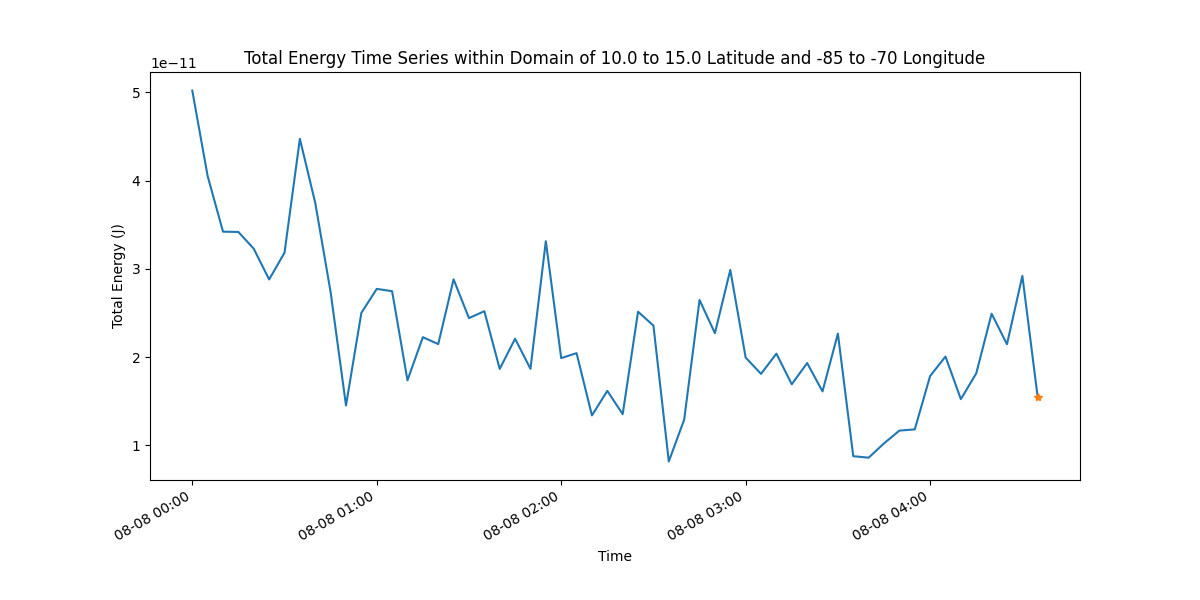 Total Energy Time Series within Domain of 10.0 to 15.0 Latitude and -85 to -70 Longitude
1e−11
5
4
3
2
1
Total Energy (J)
08-08 00:00
08-08 01:00
08-08 02:00
08-08 03:00
08-08 04:00
Time